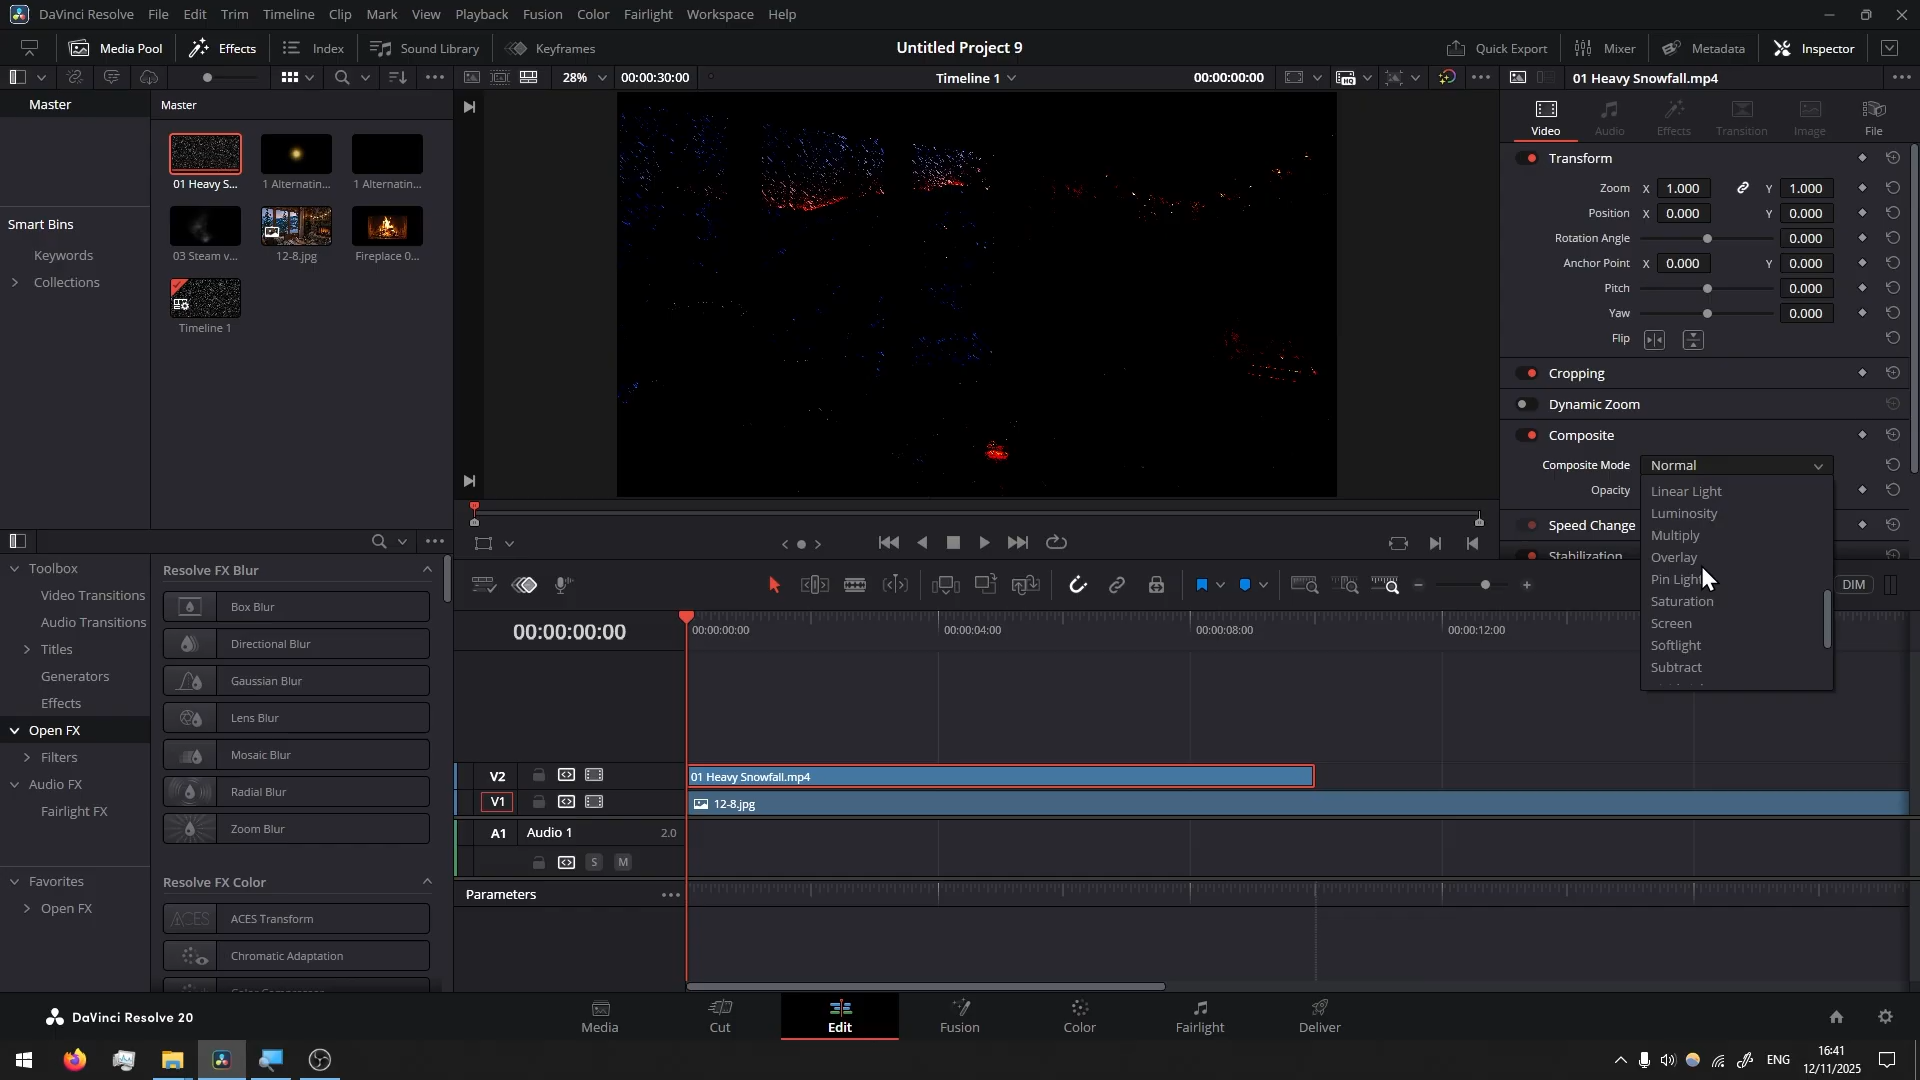 DaVinci Resolve File Edit Trim Timeline Clip Mark View Playback Fusion Color Fairlight Workspace Help
Media Pool Effects Index Sound Library Keyframes Untitled Project 9 Quick Export Mixer Metadata Inspector
28% 00:00:30:00 Timeline 1 00:00:00:00 01 Heavy Snowfall.mp4
Master Master
Video Audio Effects Transition Image File
01 Heavy S... 1 Alternatin... 1 Alternatin...
03 Steam v... 12-8.jpg Fireplace 0...
Timeline 1
Smart Bins
Keywords
Collections
Transform
Zoom X 1.000 Y 1.000
Position X 0.000 Y 0.000
Rotation Angle 0.000
Anchor Point X 0.000 Y 0.000
Pitch 0.000
Yaw 0.000
Flip
Cropping
Dynamic Zoom
Composite
Composite Mode Normal
Opacity
Speed Change
Stabilization
Linear Light
Luminosity
Multiply
Overlay
Pin Light
Saturation
Screen
Softlight
Subtract
DIM
Toolbox
Video Transitions
Audio Transitions
Titles
Generators
Effects
Open FX
Filters
Audio FX
Fairlight FX
Favorites
Open FX
Resolve FX Blur
Box Blur
Directional Blur
Gaussian Blur
Lens Blur
Mosaic Blur
Radial Blur
Zoom Blur
Resolve FX Color
ACES Transform
Chromatic Adaptation
00:00:00:00 00:00:00:00 00:00:04:00 00:00:08:00 00:00:12:00
V2 01 Heavy Snowfall.mp4
V1 12-8.jpg
A1 Audio 1 2.0
S M
Parameters
DaVinci Resolve 20 Media Cut Edit Fusion Color Fairlight Deliver
ENG 16:41
12/11/2025